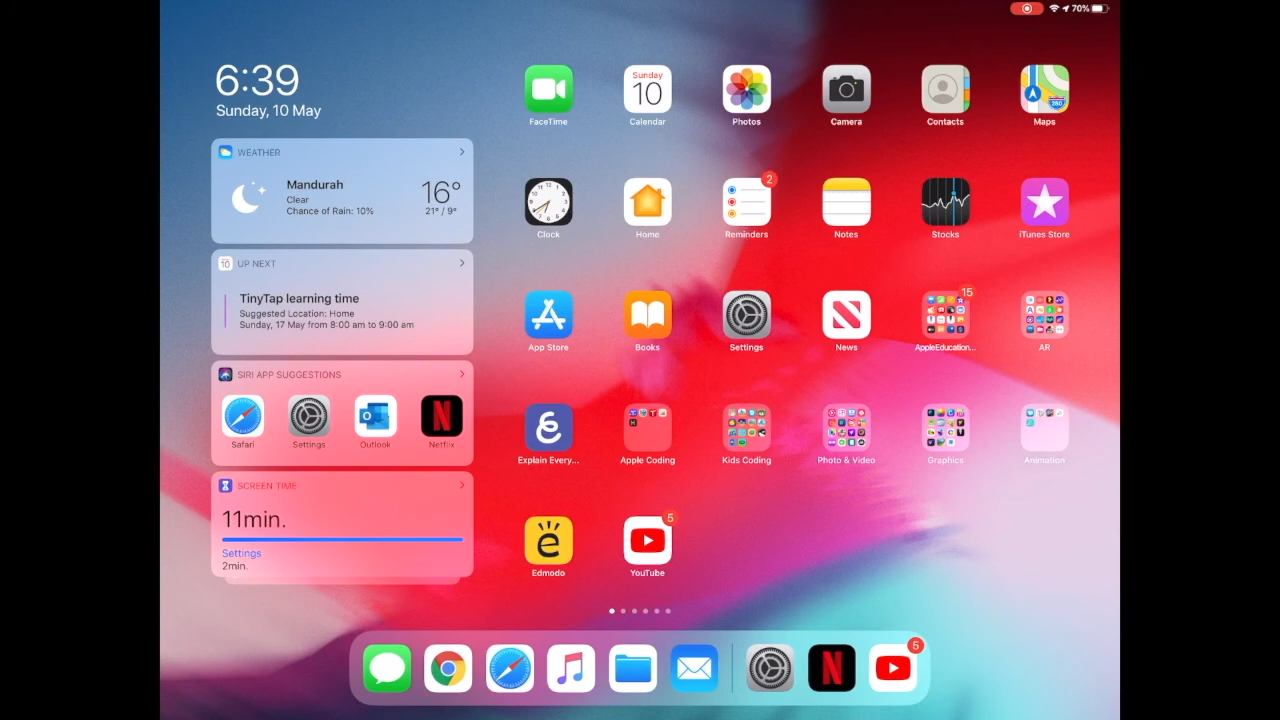 70%
6:39
Sunday, 10 May
WEATHER
Mandurah
Clear
Chance of Rain: 10%
16°
21° / 9°
10
UP NEXT
TinyTap learning time
Suggested Location: Home
Sunday, 17 May from 8:00 am to 9:00 am
SIRI APP SUGGESTIONS
Safari
Settings
Outlook
Netflix
SCREEN TIME
11min.
Settings
2min.
Sunday
10
280
FaceTime
Calendar
Photos
Camera
Contacts
Maps
2
Clock
Home
Reminders
Notes
Stocks
iTunes Store
15
App Store
Books
Settings
News
AppleEducation...
AR
Explain Every...
Apple Coding
Kids Coding
Photo & Video
Graphics
Animation
5
Edmodo
YouTube
5